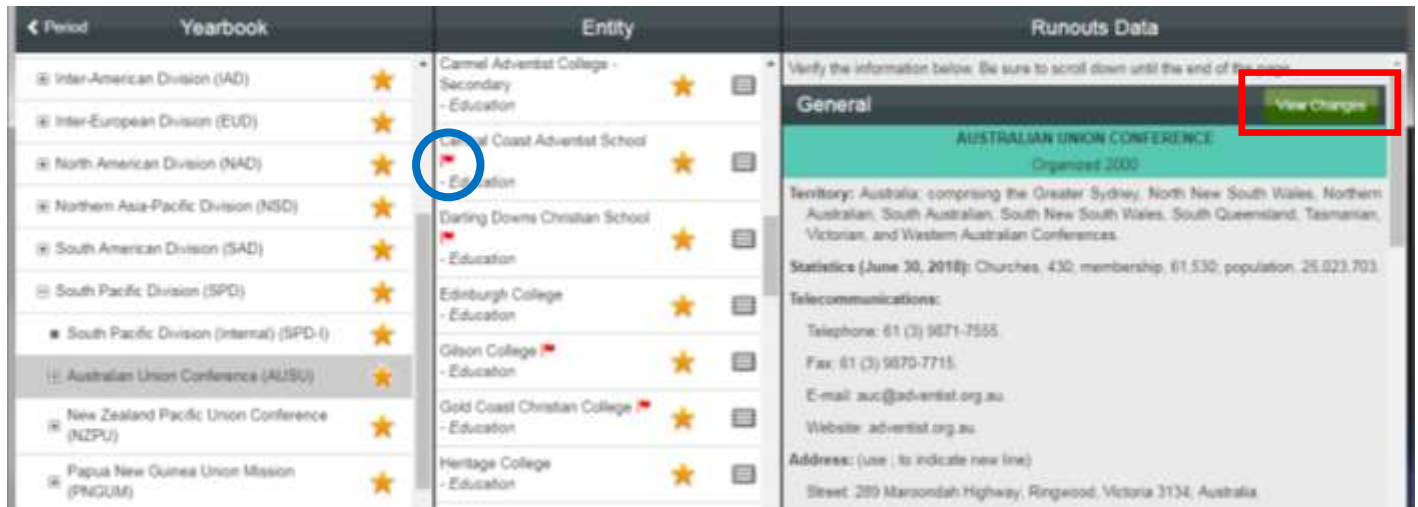 Period
Yearbook
Inter-American Division (IAD)
Inter-European Division (EUD)
North American Division (NAD)
Northern Asia-Pacific Division (NSD)
South American Division (SAD)
South Pacific Division (SPD)
South Pacific Division (Internal) (SPD-I)
Australian Union Conference (AUSU)
New Zealand Pacific Union Conference
(NZPU)
Papua New Guinea Union Mission
(PNGUM)
Entity
Carmel Adventist College -
Secondary
- Education
Central Coast Adventist School
- Education
Darling Downs Christian School
- Education
Edinburgh College
- Education
Gilson College
- Education
Gold Coast Christian College
- Education
Heritage College
- Education
Runouts Data
Verify the information below. Be sure to scroll down until the end of the page.
General
View Changes
AUSTRALIAN UNION CONFERENCE
Organized 2000
Territory: Australia; comprising the Greater Sydney, North New South Wales, Northern
Australian, South Australian, South New South Wales, South Queensland, Tasmanian,
Victorian, and Western Australian Conferences.
Statistics (June 30, 2018): Churches, 430; membership, 61,530; population, 25,023,703.
Telecommunications:
Telephone: 61 (3) 9871-7555.
Fax: 61 (3) 9870-7715.
E-mail: auc@adventist.org.au.
Website: adventist.org.au.
Address: (use ; to indicate new line)
Street: 289 Maroondah Highway; Ringwood, Victoria 3134; Australia.